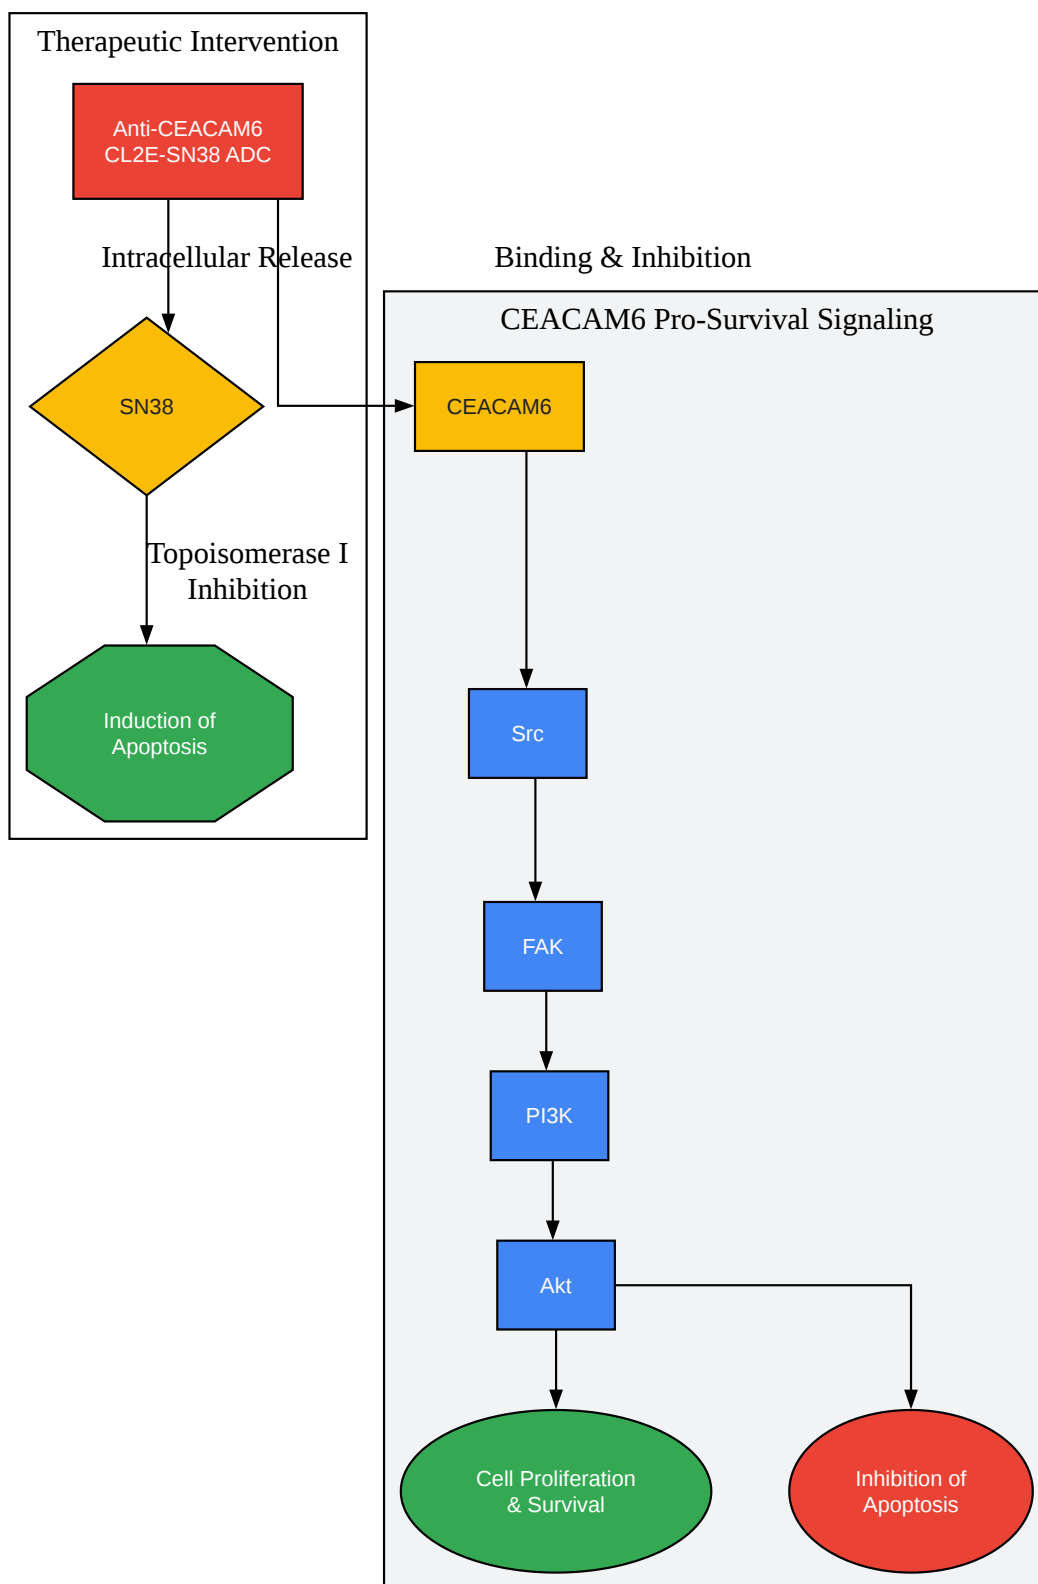 Therapeutic Intervention
Anti-CEACAM6
CL2E-SN38 ADC
Intracellular Release
Binding & Inhibition
CEACAM6 Pro-Survival Signaling
SN38
CEACAM6
Topoisomerase I
Inhibition
Induction of
Apoptosis
Src
FAK
PI3K
Akt
Cell Proliferation
& Survival
Inhibition of
Apoptosis